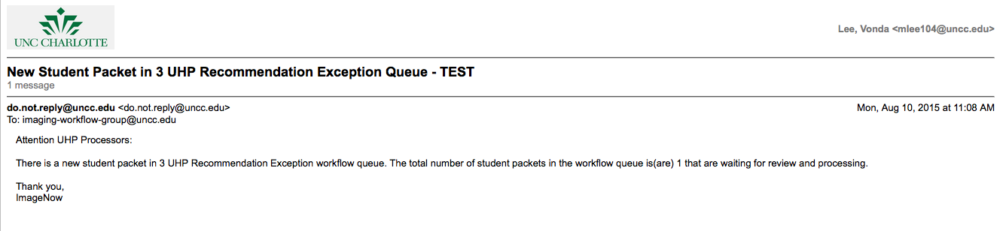 UNC CHARLOTTE
Lee, Vonda <mlee104@uncc.edu>
New Student Packet in 3 UHP Recommendation Exception Queue - TEST
1 message
do.not.reply@uncc.edu <do.not.reply@uncc.edu>
Mon, Aug 10, 2015 at 11:08 AM
To: imaging-workflow-group@uncc.edu
Attention UHP Processors:
There is a new student packet in 3 UHP Recommendation Exception workflow queue. The total number of student packets in the workflow queue is(are) 1 that are waiting for review and processing.
Thank you,
ImageNow